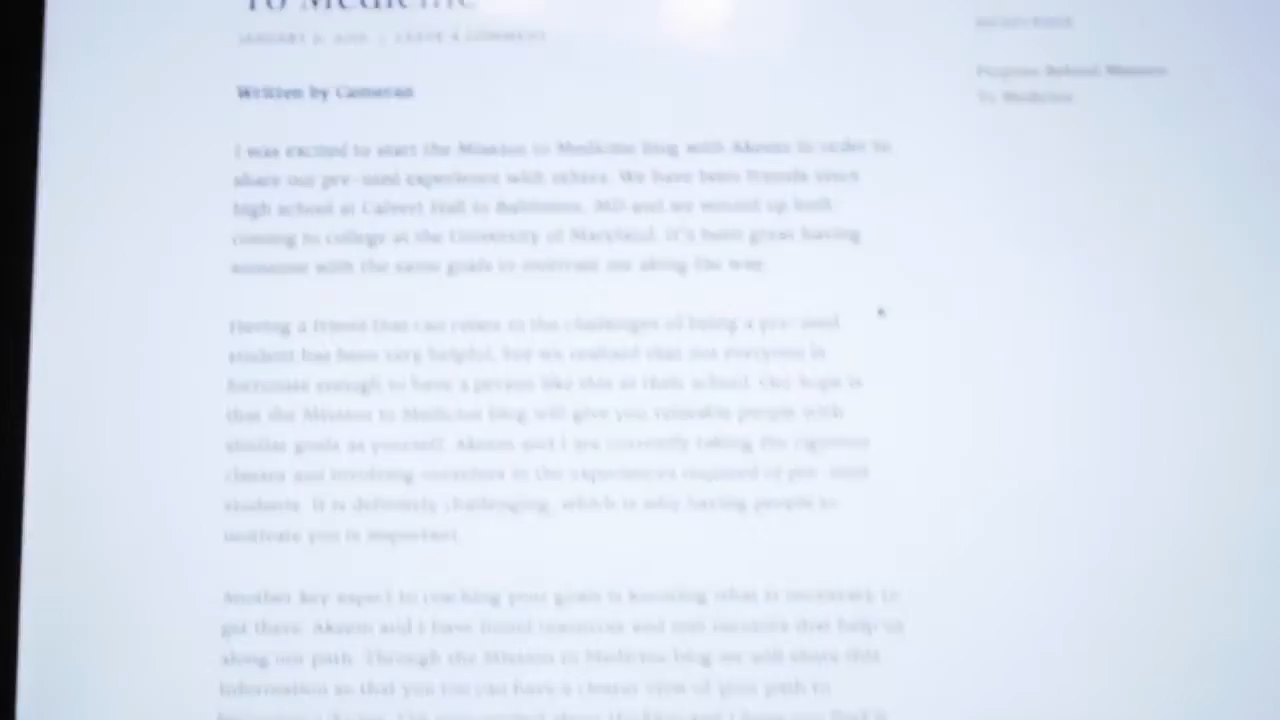 To Medicine
LEAVE A COMMENT
Written by Cameron
I was excited to start the Mission to Medicine blog with Akeem in order to
share our pre-med experience with others. We have been friends since
high school at Calvert Hall in Baltimore, MD and we wound up both
coming to college at the University of Maryland. It's been great having
someone with the same goals to motivate me along the way.
Having a friend that can relate to the challenges of being a pre-med
student has been very helpful, but we realized that not everyone is
fortunate enough to have a person like this at their school. Our hope is
that the Mission to Medicine blog will give you relatable people with
similar goals as yourself. Akeem and I are currently taking the rigorous
classes and involving ourselves in the experiences required of pre-med
students. It is definitely challenging, which is why having people to
motivate you is important.
Another key aspect to reaching your goals is knowing what is necessary to
get there. Akeem and I have found resources and that help us
along our path. Through the Mission to Medicine blog we will share this
information so that you too can have a clearer view of your path to
Purpose Behind Mission
To Medicine